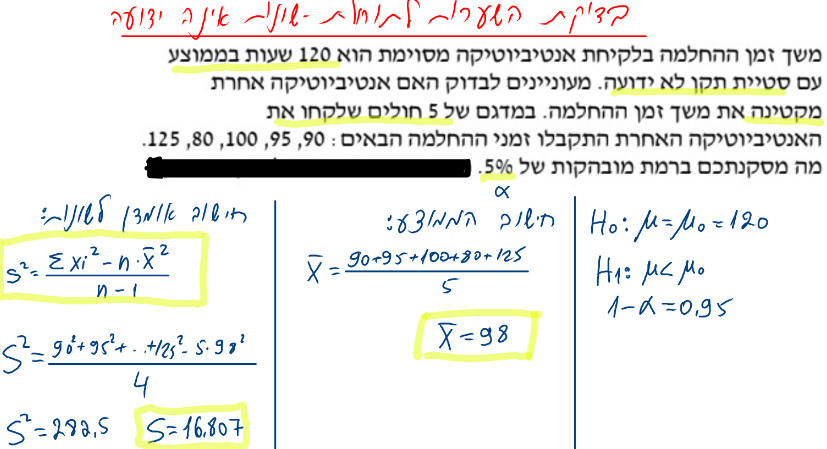 בדיקת השערות לתוחלת - שונות אינה ידועה
משך זמן ההחלמה בלקיחת אנטיביוטיקה מסוימת הוא 120 שעות בממוצע
עם סטיית תקן לא ידועה. מעוניינים לבדוק האם אנטיביוטיקה אחרת
מקטינה את משך זמן ההחלמה. במדגם של 5 חולים שלקחו את
האנטיביוטיקה האחרת התקבלו זמני ההחלמה הבאים : 90, 95, 100, 80, 125.
מה מסקנתכם ברמת מובהקות של 5%.
α
H₀: μ=μ₀=120
H₁: μ<μ₀
1-α=0.95
חישוב הממוצע:
X̄ = (90+95+100+80+125)/5
X̄=98
חישוב אומדן לשונות:
S²= (Σxi²-n·X̄²)/(n-1)
S²= (90²+95²+..+125²-5·98²)/4
S²=282,5 S=16.807